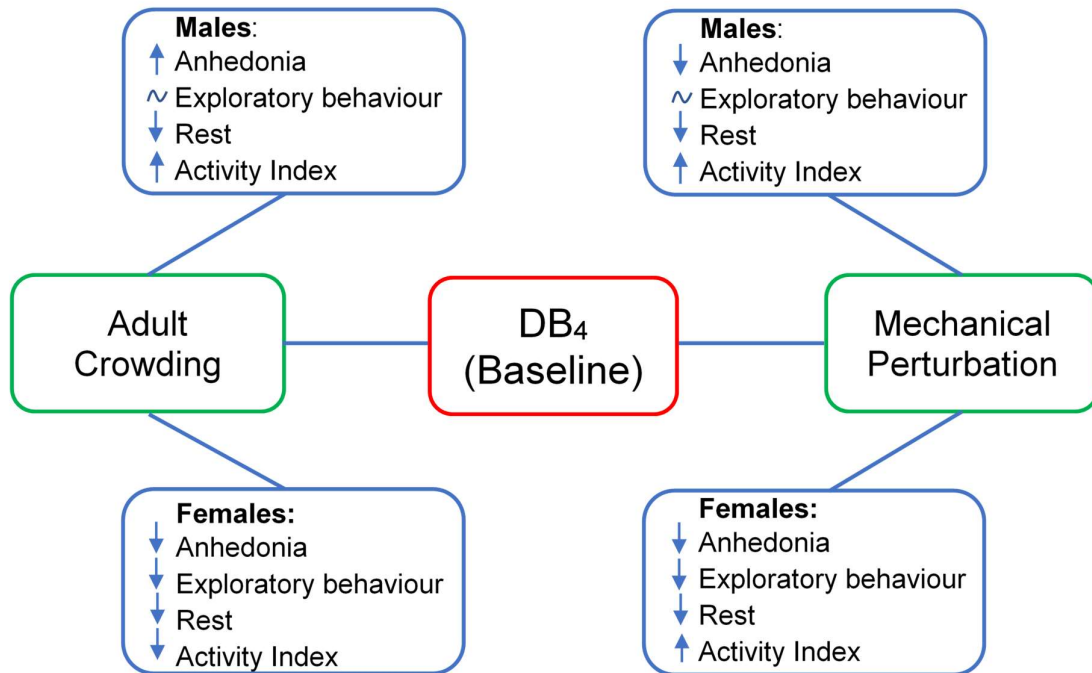 Males:
↑ Anhedonia
~ Exploratory behaviour
↓ Rest
↑ Activity Index
Males:
↓ Anhedonia
~ Exploratory behaviour
↓ Rest
↑ Activity Index
Adult
Crowding
DB₄
(Baseline)
Mechanical
Perturbation
Females:
↓ Anhedonia
↓ Exploratory behaviour
↓ Rest
↓ Activity Index
Females:
↓ Anhedonia
↓ Exploratory behaviour
↓ Rest
↑ Activity Index